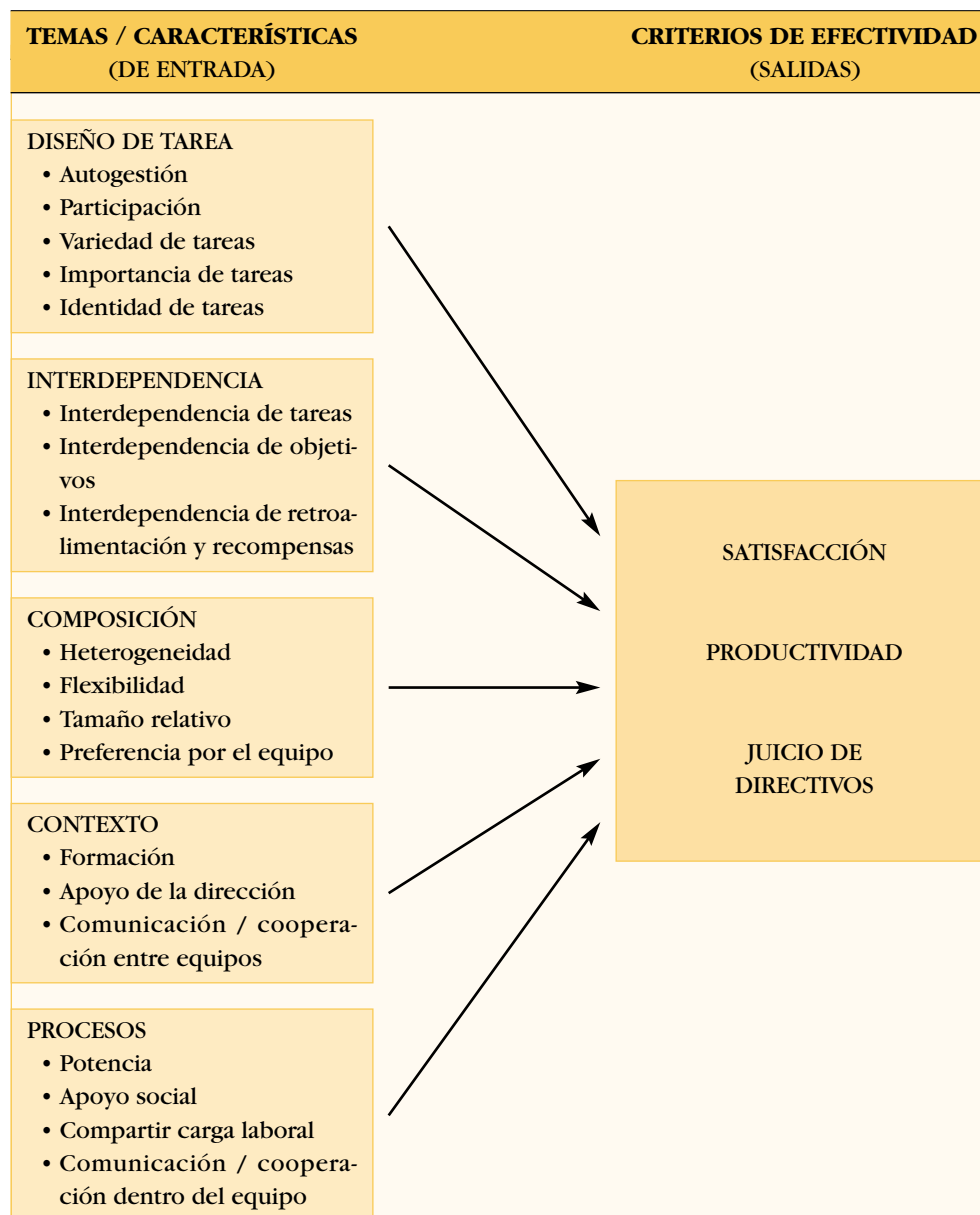 TEMAS / CARACTERÍSTICAS
(DE ENTRADA)
CRITERIOS DE EFECTIVIDAD
(SALIDAS)
DISEÑO DE TAREA
• Autogestión
• Participación
• Variedad de tareas
• Importancia de tareas
• Identidad de tareas
INTERDEPENDENCIA
• Interdependencia de tareas
• Interdependencia de objeti-
vos
• Interdependencia de retroa-
limentación y recompensas
COMPOSICIÓN
• Heterogeneidad
• Flexibilidad
• Tamaño relativo
• Preferencia por el equipo
CONTEXTO
• Formación
• Apoyo de la dirección
• Comunicación / coopera-
ción entre equipos
PROCESOS
• Potencia
• Apoyo social
• Compartir carga laboral
• Comunicación / coopera-
ción dentro del equipo
SATISFACCIÓN
PRODUCTIVIDAD
JUICIO DE
DIRECTIVOS